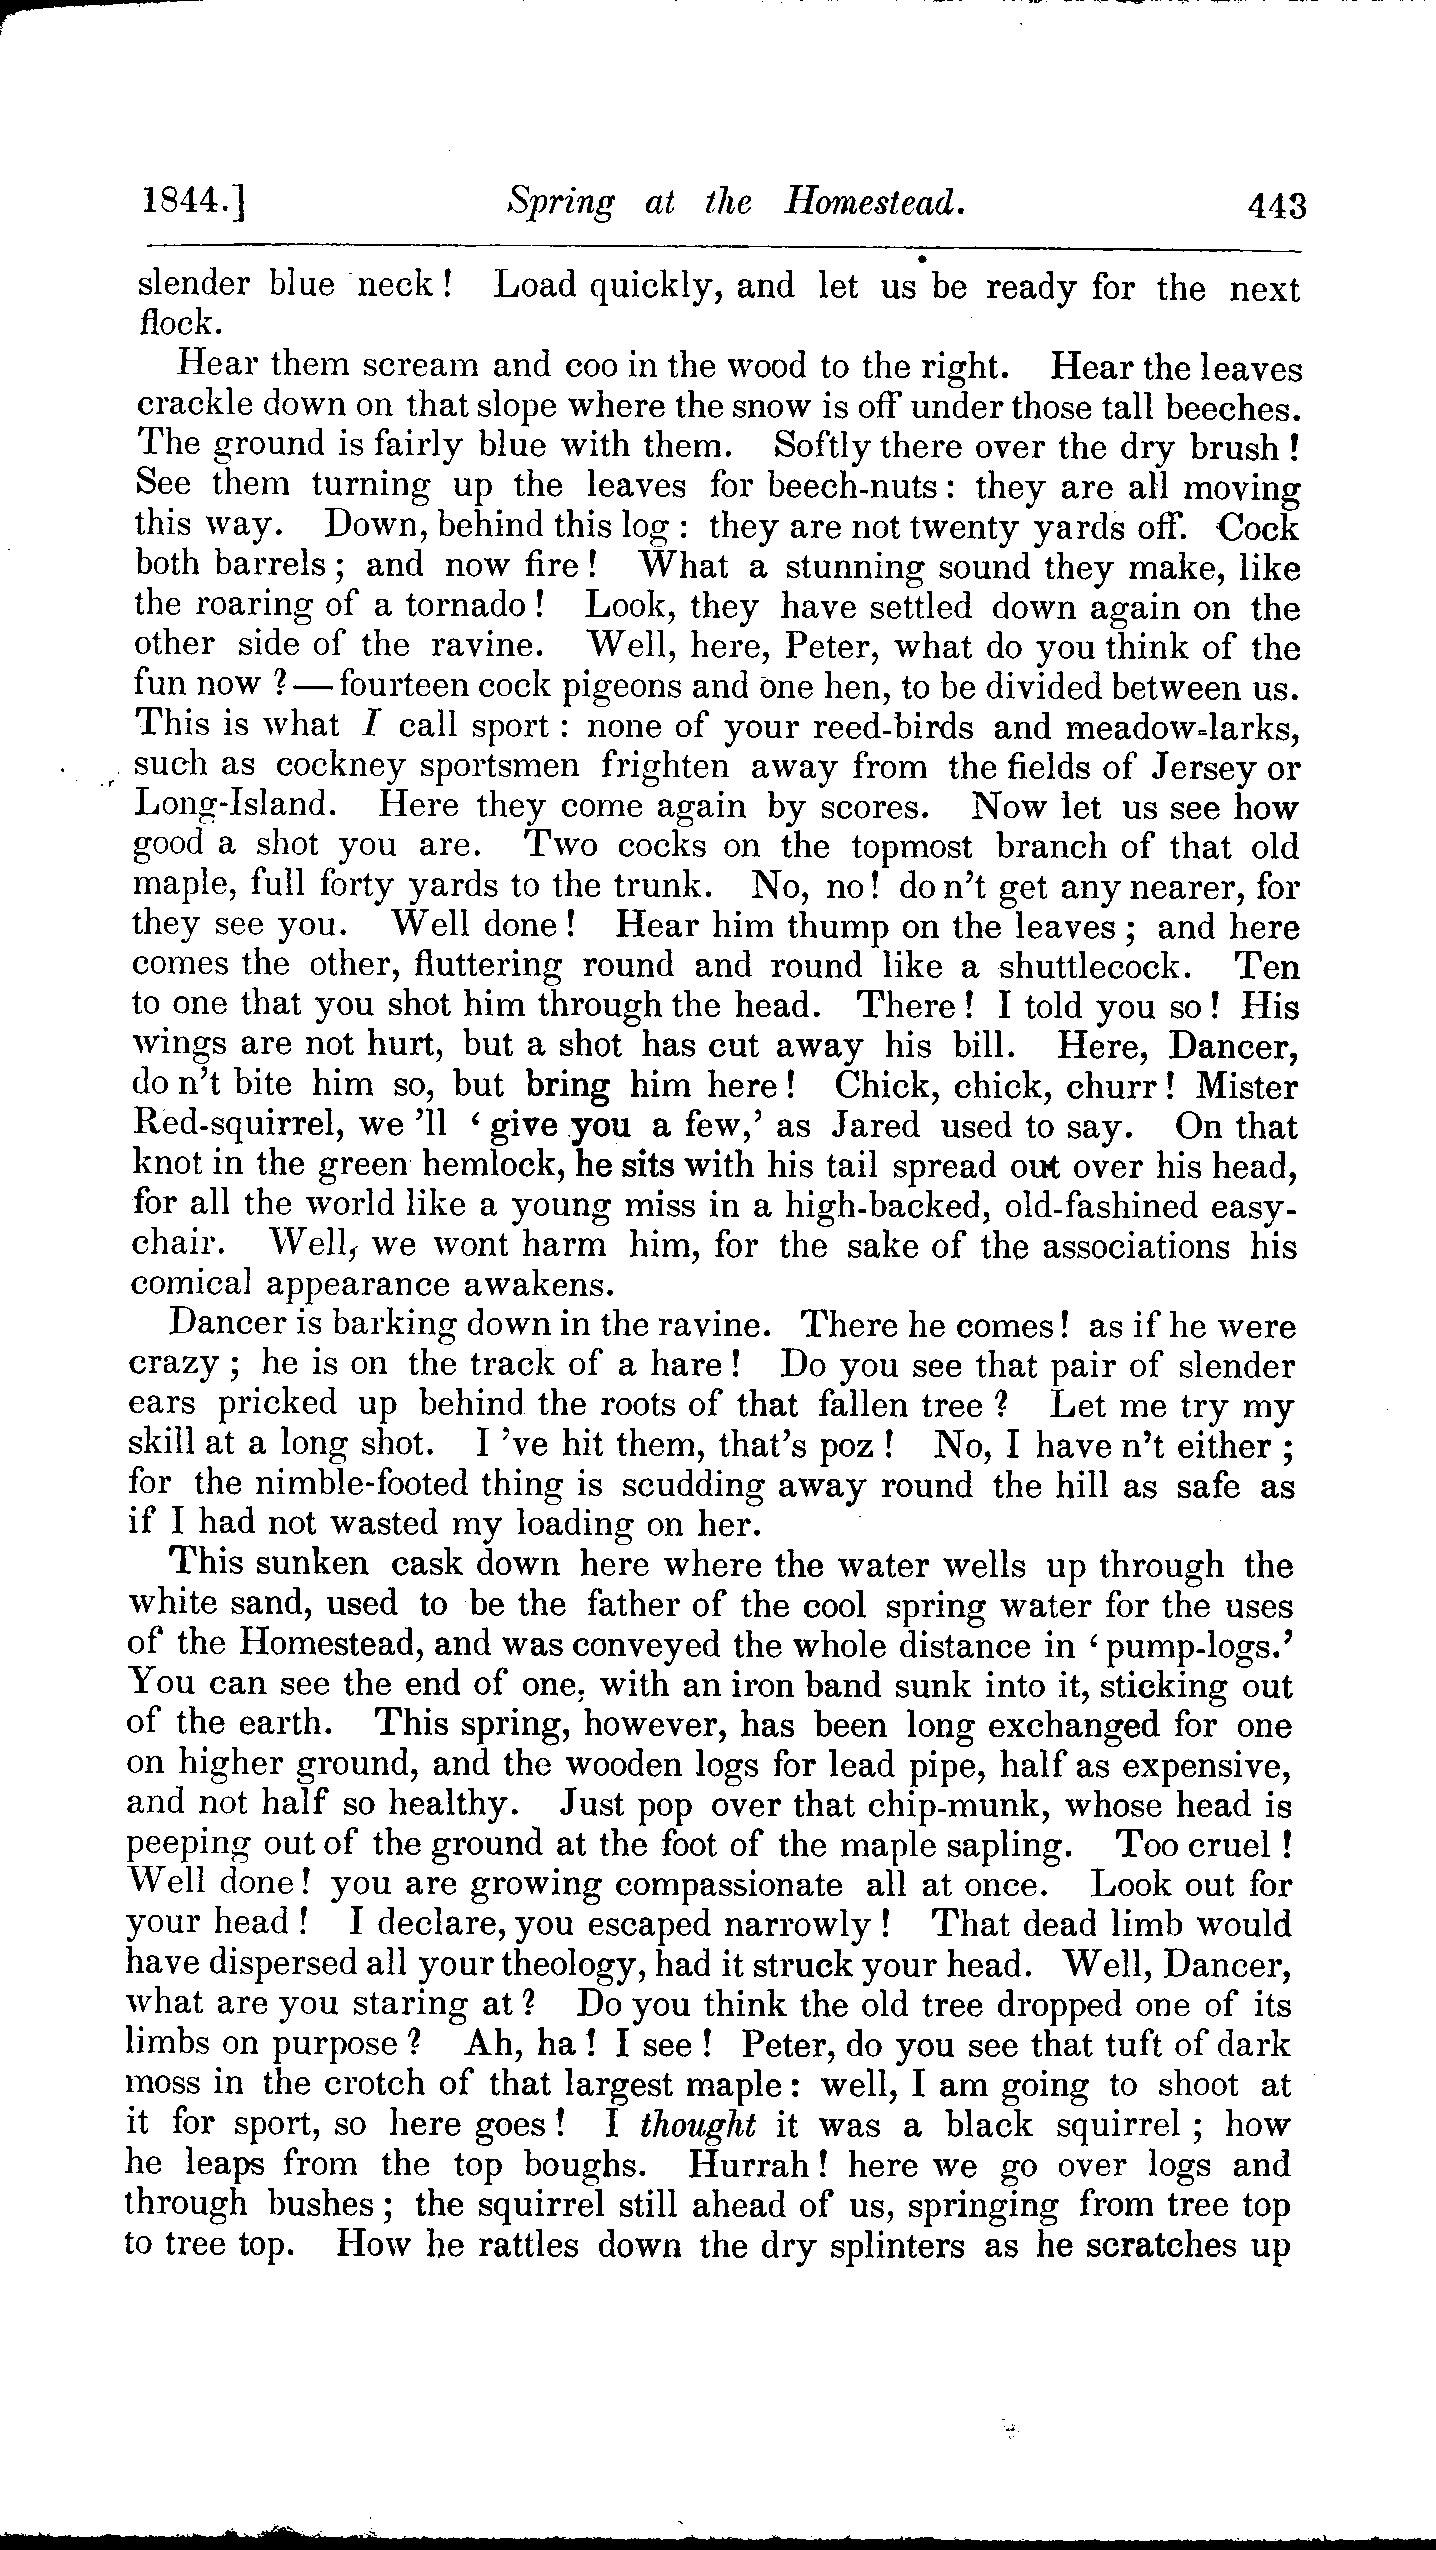 1844.] Spring at the Homestead. 443
slender blue neck! Load quickly, and let us be ready for the next
flock.
Hear them scream and coo in the wood to the right. Hear the leaves
crackle down on that slope where the snow is off under those tall beeches.
The ground is fairly blue with them. Softly there over the dry brush!
See them turning up the leaves for beech-nuts: they are all moving
this way. Down, behind this log: they are not twenty yards off. Cock
both barrels; and now fire! What a stunning sound they make, like
the roaring of a tornado! Look, they have settled down again on the
other side of the ravine. Well, here, Peter, what do you think of the
fun now?—fourteen cock pigeons and one hen, to be divided between us.
This is what I call sport: none of your reed-birds and meadow-larks,
such as cockney sportsmen frighten away from the fields of Jersey or
Long-Island. Here they come again by scores. Now let us see how
good a shot you are. Two cocks on the topmost branch of that old
maple, full forty yards to the trunk. No, no! do n't get any nearer, for
they see you. Well done! Hear him thump on the leaves; and here
comes the other, fluttering round and round like a shuttlecock. Ten
to one that you shot him through the head. There! I told you so! His
wings are not hurt, but a shot has cut away his bill. Here, Dancer,
do n't bite him so, but bring him here! Chick, chick, churr! Mister
Red-squirrel, we 'll 'give you a few,' as Jared used to say. On that
knot in the green hemlock, he sits with his tail spread out over his head,
for all the world like a young miss in a high-backed, old-fashined easy-
chair. Well, we wont harm him, for the sake of the associations his
comical appearance awakens.
Dancer is barking down in the ravine. There he comes! as if he were
crazy; he is on the track of a hare! Do you see that pair of slender
ears pricked up behind the roots of that fallen tree? Let me try my
skill at a long shot. I 've hit them, that's poz! No, I have n't either;
for the nimble-footed thing is scudding away round the hill as safe as
if I had not wasted my loading on her.
This sunken cask down here where the water wells up through the
white sand, used to be the father of the cool spring water for the uses
of the Homestead, and was conveyed the whole distance in 'pump-logs.'
You can see the end of one, with an iron band sunk into it, sticking out
of the earth. This spring, however, has been long exchanged for one
on higher ground, and the wooden logs for lead pipe, half as expensive,
and not half so healthy. Just pop over that chip-munk, whose head is
peeping out of the ground at the foot of the maple sapling. Too cruel!
Well done! you are growing compassionate all at once. Look out for
your head! I declare, you escaped narrowly! That dead limb would
have dispersed all your theology, had it struck your head. Well, Dancer,
what are you staring at? Do you think the old tree dropped one of its
limbs on purpose? Ah, ha! I see! Peter, do you see that tuft of dark
moss in the crotch of that largest maple: well, I am going to shoot at
it for sport, so here goes! I thought it was a black squirrel; how
he leaps from the top boughs. Hurrah! here we go over logs and
through bushes; the squirrel still ahead of us, springing from tree top
to tree top. How he rattles down the dry splinters as he scratches up